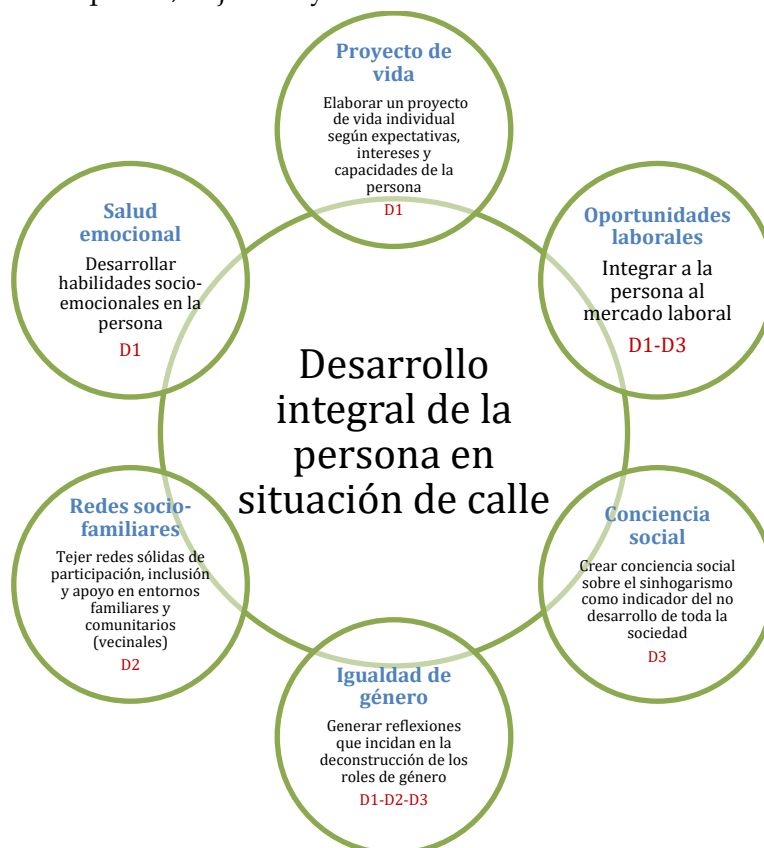 Proyecto de
vida
Elaborar un proyecto
de vida individual
según expectativas,
intereses y
capacidades de la
persona
D1
Oportunidades
laborales
Integrar a la
persona al
mercado laboral
D1-D3
Conciencia
social
Crear conciencia social
sobre el sinhogarismo
como indicador del no
desarrollo de toda la
sociedad
D3
Igualdad de
género
Generar reflexiones
que incidan en la
deconstrucción de los
roles de género
D1-D2-D3
Redes socio-
familiares
Tejer redes sólidas de
participación, inclusión
y apoyo en entornos
familiares y
comunitarios
(vecinales)
D2
Salud
emocional
Desarrollar
habilidades socio-
emocionales en la
persona
D1
Desarrollo
integral de la
persona en
situación de calle